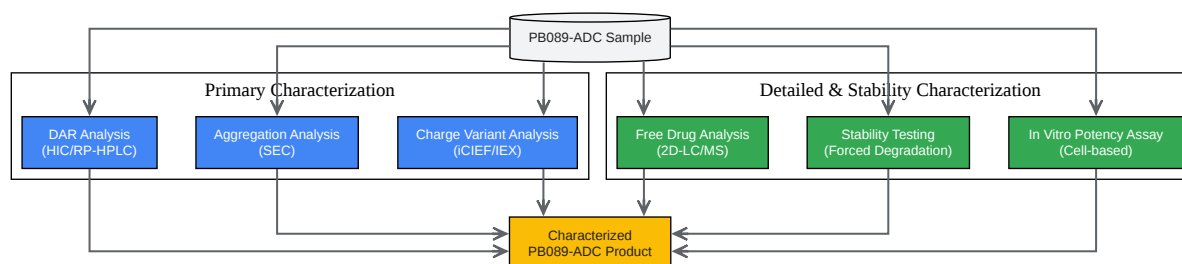 PB089-ADC Sample
Primary Characterization
Detailed & Stability Characterization
DAR Analysis
(HIC/RP-HPLC)
Aggregation Analysis
(SEC)
Charge Variant Analysis
(iCIEF/IEX)
Free Drug Analysis
(2D-LC/MS)
Stability Testing
(Forced Degradation)
In Vitro Potency Assay
(Cell-based)
Characterized
PB089-ADC Product